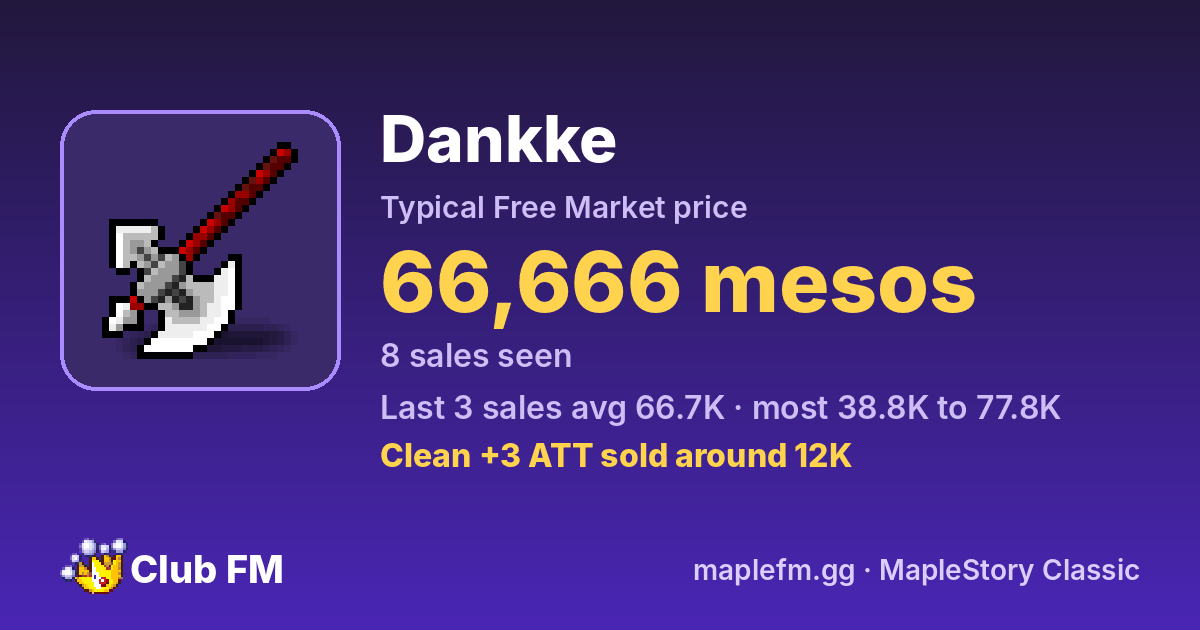 Dankke
Typical Free Market price
66,666 mesos
8 sales seen
Last 3 sales avg 66.7K · most 38.8K to 77.8K
Clean +3 ATT sold around 12K
Club FM
maplefm.gg · MapleStory Classic